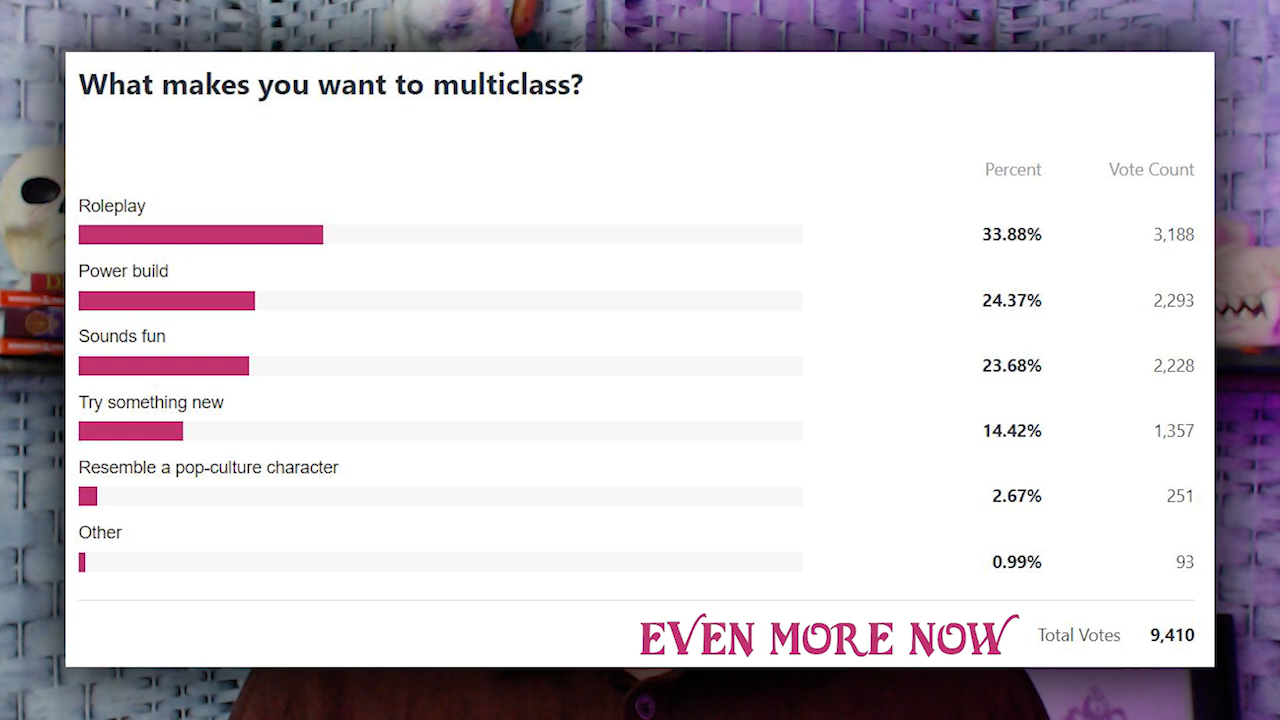 What makes you want to multiclass?
Percent Vote Count
Roleplay
33.88% 3,188
Power build
24.37% 2,293
Sounds fun
23.68% 2,228
Try something new
14.42% 1,357
Resemble a pop-culture character
2.67% 251
Other
0.99% 93
EVEN MORE NOW Total Votes 9,410